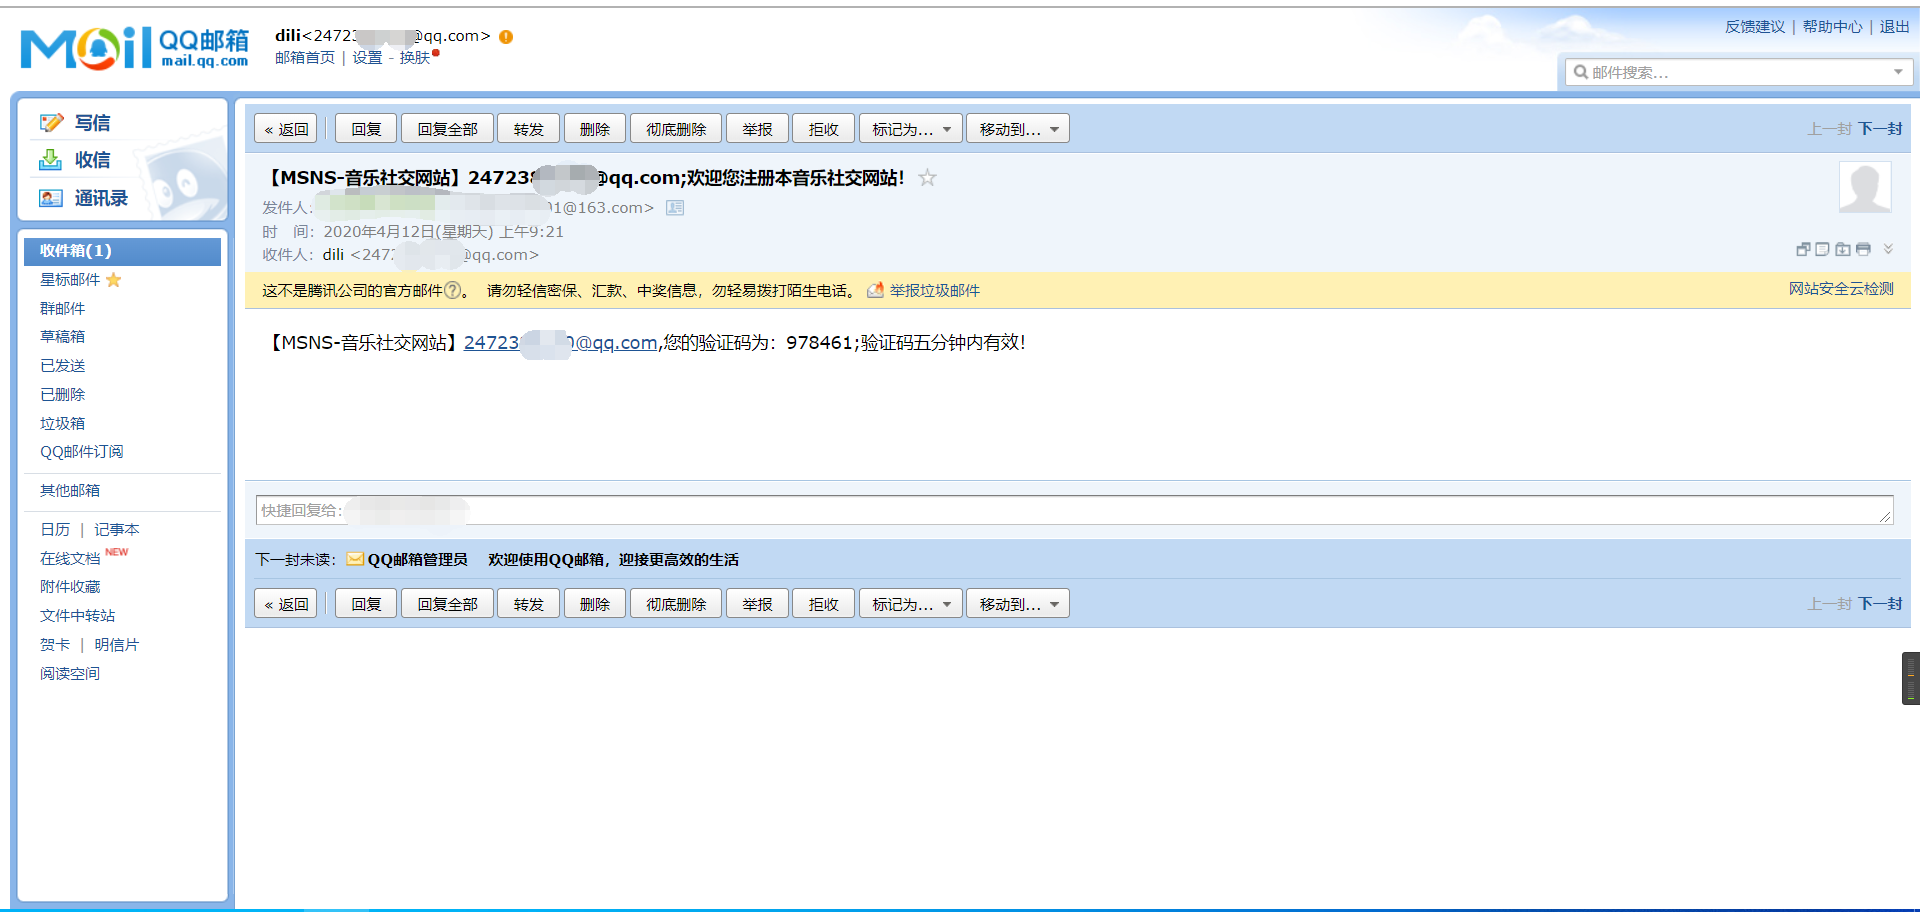 Mail QQ邮箱 mail.qq.com
dili<24723 @qq.com>
邮箱首页 | 设置 - 换肤
反馈建议 | 帮助中心 | 退出
邮件搜索...
写信
收信
通讯录
收件箱(1)
星标邮件
群邮件
草稿箱
已发送
已删除
垃圾箱
QQ邮件订阅
其他邮箱
日历 | 记事本
在线文档 NEW
附件收藏
文件中转站
贺卡 | 明信片
阅读空间
« 返回 回复 回复全部 转发 删除 彻底删除 举报 拒收 标记为... 移动到... 上一封 下一封
【MSNS-音乐社交网站】24723 @qq.com;欢迎您注册本音乐社交网站!
发件人: 01@163.com>
时 间: 2020年4月12日(星期天) 上午9:21
收件人: dili <2472 @qq.com>
这不是腾讯公司的官方邮件?。 请勿轻信密保、汇款、中奖信息，勿轻易拨打陌生电话。 举报垃圾邮件 网站安全云检测
【MSNS-音乐社交网站】24723 0@qq.com,您的验证码为：978461;验证码五分钟内有效!
快捷回复给:
下一封未读： QQ邮箱管理员 欢迎使用QQ邮箱，迎接更高效的生活
« 返回 回复 回复全部 转发 删除 彻底删除 举报 拒收 标记为... 移动到... 上一封 下一封